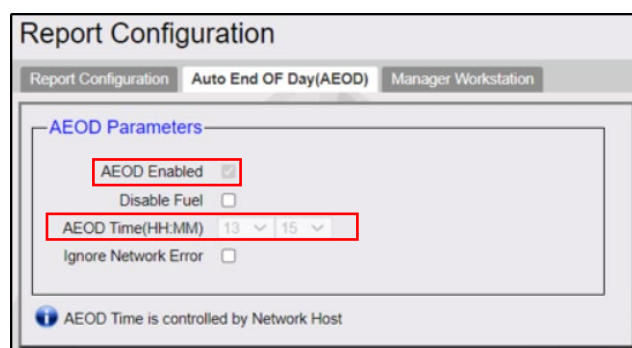 Report Configuration
Report Configuration Auto End OF Day(AEOD) Manager Workstation
AEOD Parameters
AEOD Enabled
Disable Fuel
AEOD Time(HH:MM) 13 15
Ignore Network Error
AEOD Time is controlled by Network Host